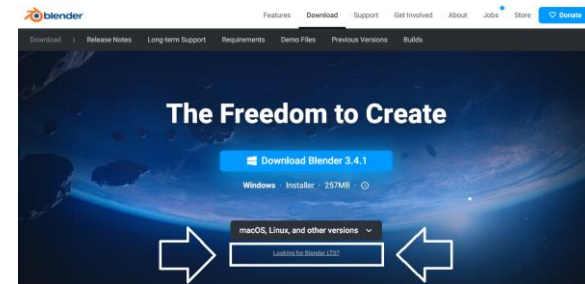 blender
Features Download Support Get Involved About Jobs Store Donate
Download > Release Notes Long-term Support Requirements Demo Files Previous Versions Builds
The Freedom to Create
Download Blender 3.4.1
Windows · Installer · 257MB ·
macOS, Linux, and other versions
Looking for Blender LTS?